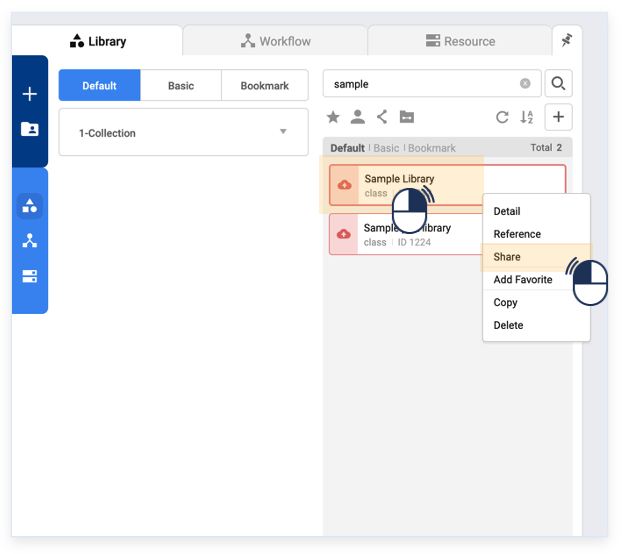 Library
Workflow
Resource
Default
Basic
Bookmark
sample
1-Collection
Default | Basic | Bookmark
Total 2
Sample Library
class
Detail
Reference
Share
Add Favorite
Copy
Delete
Sample library
class | ID 1224